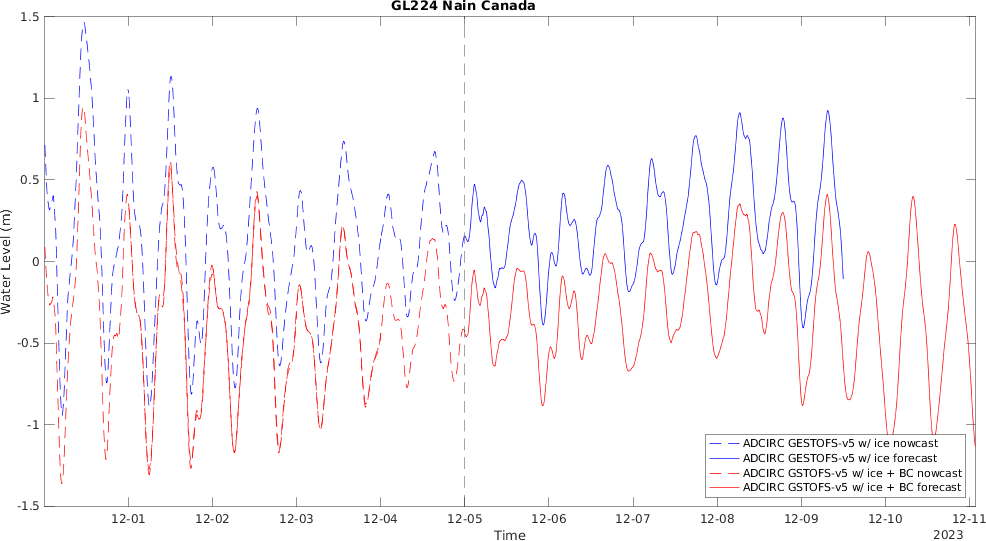 GL224 Nain Canada
1.5
1
0.5
0
-0.5
-1
-1.5
Water Level (m)
12-01
12-02
12-03
12-04
12-05
12-06
12-07
12-08
12-09
12-10
12-11
Time
2023
ADCIRC GESTOFS-v5 w/ ice nowcast
ADCIRC GESTOFS-v5 w/ ice forecast
ADCIRC GSTOFS-v5 w/ ice + BC nowcast
ADCIRC GSTOFS-v5 w/ ice + BC forecast